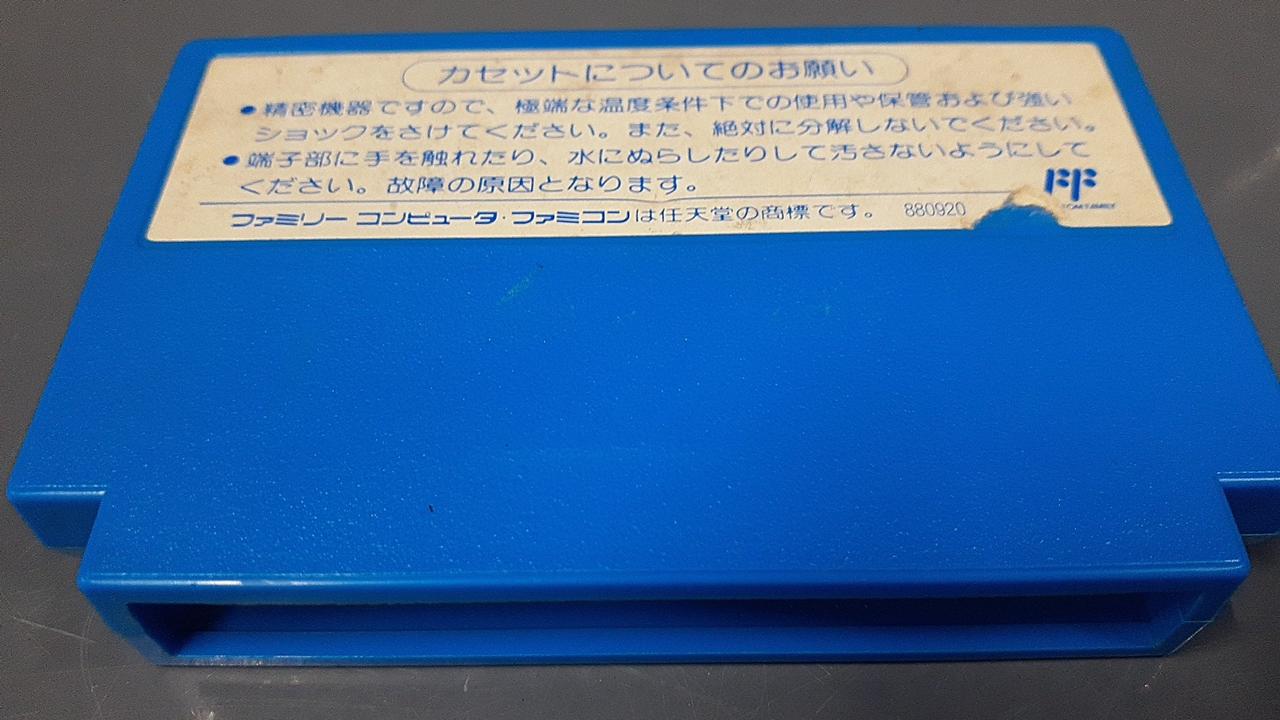 カセットについてのお願い
●精密機器ですので、極端な温度条件下での使用や保管および強い
ショックをさけてください。また、絶対に分解しないでください。
●端子部に手を触れたり、水にぬらしたりして汚さないようにして
ください。故障の原因となります。
ファミリー コンピュータ・ファミコンは任天堂の商標です。 880920